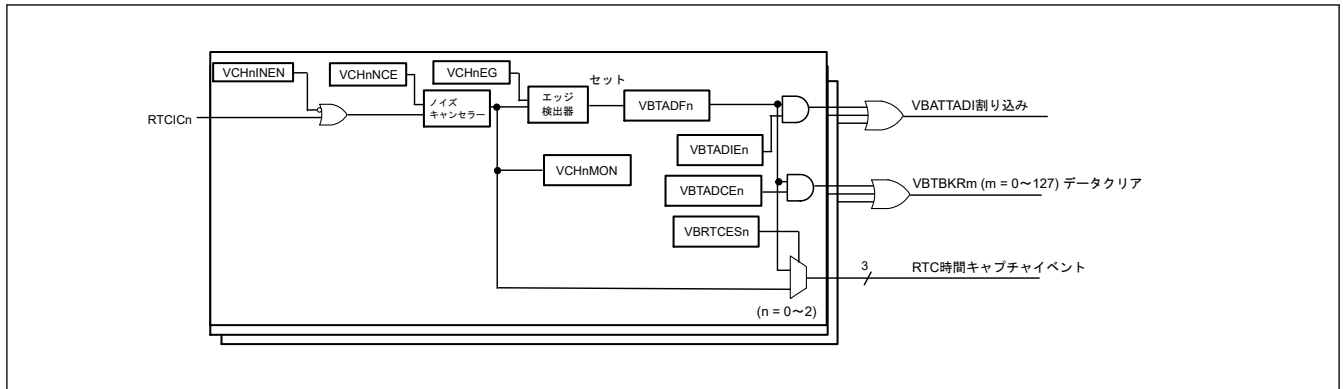 VCHnINEN
VCHnNCE
VCHnEG
セット
RTCICn
ノイズ
キャンセラー
エッジ
検出器
VBTADFn
VBATTADI割り込み
VBTADIEn
VCHnMON
VBTADCEn
VBTBKRm (m = 0～127) データクリア
VBRTCESn
3
RTC時間キャプチャイベント
(n = 0～2)